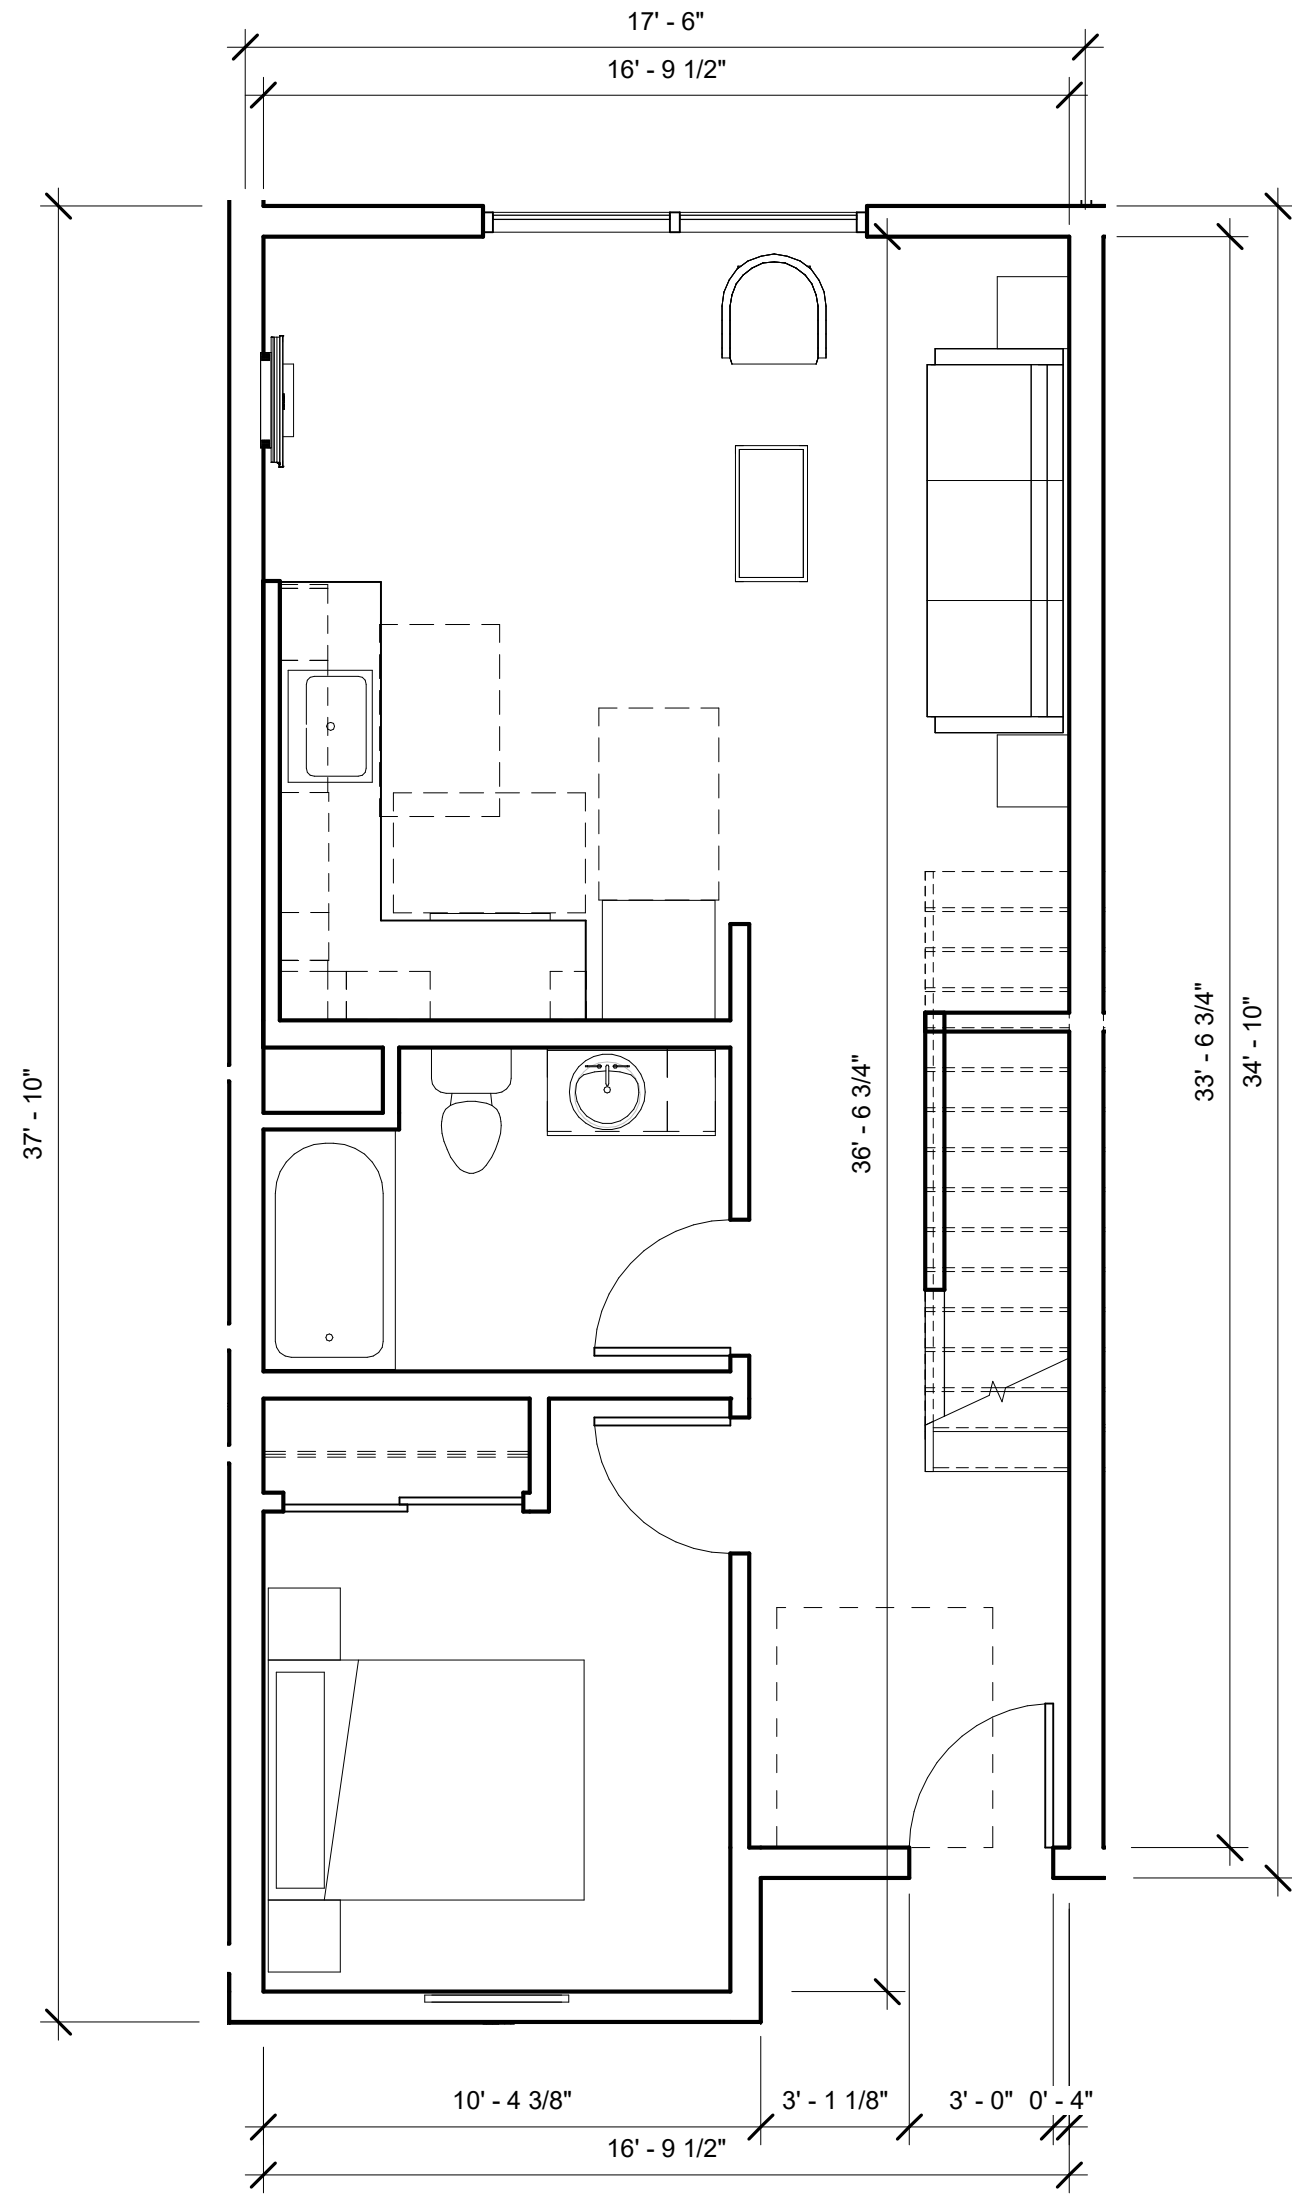 17' - 6"
16' - 9 1/2"
37' - 10"
36' - 6 3/4"
33' - 6 3/4"
34' - 10"
10' - 4 3/8"
3' - 1 1/8"
3' - 0"
0' - 4"
16' - 9 1/2"